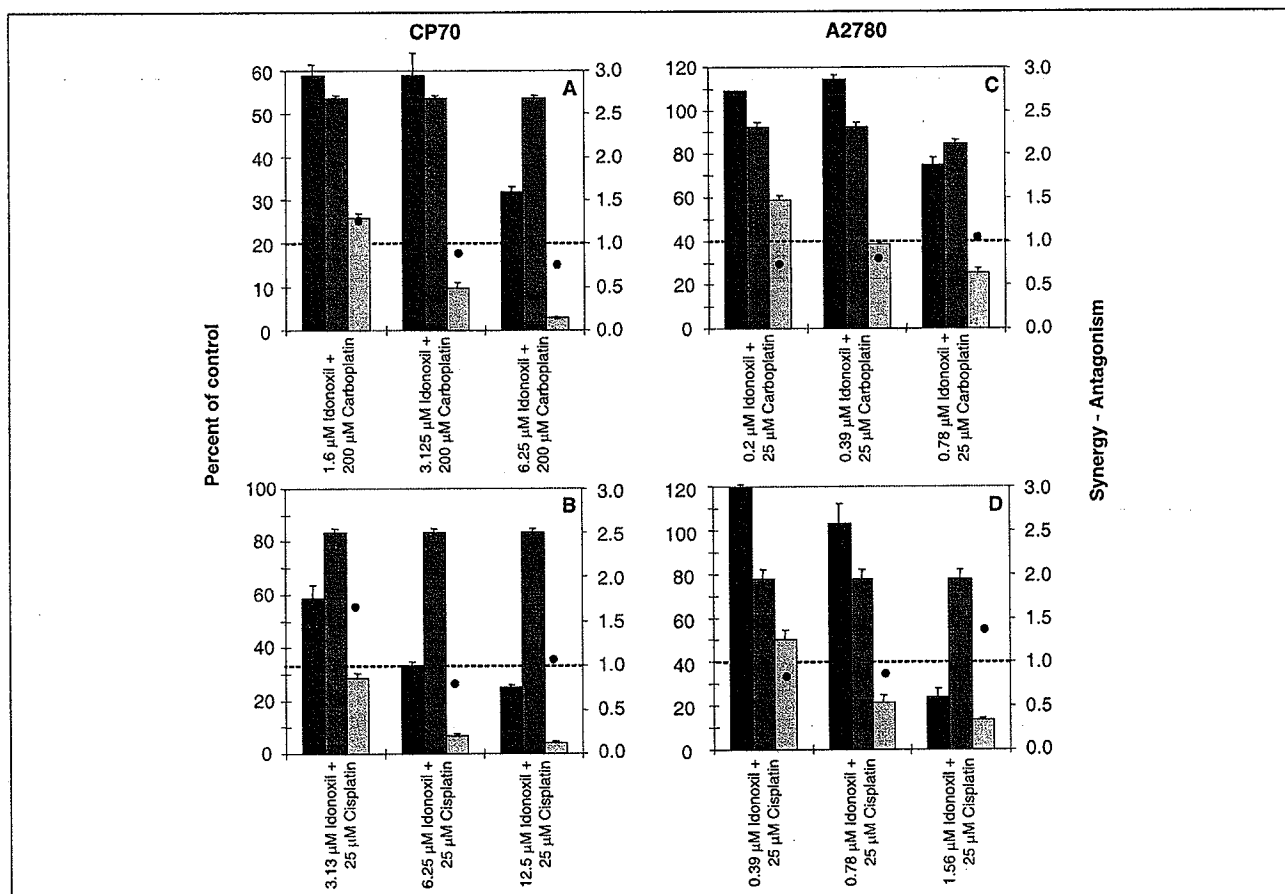 CP70
A2780
Percent of control
Synergy - Antagonism
A
60
50
40
30
20
10
0
3.0
2.5
2.0
1.5
1.0
0.5
0.0
1.6 µM Idonoxil +
200 µM Carboplatin
3.125 µM Idonoxil +
200 µM Carboplatin
6.25 µM Idonoxil +
200 µM Carboplatin
C
120
100
80
60
40
20
0
3.0
2.5
2.0
1.5
1.0
0.5
0.0
0.2 µM Idonoxil +
25 µM Carboplatin
0.39 µM Idonoxil +
25 µM Carboplatin
0.78 µM Idonoxil +
25 µM Carboplatin
B
100
80
60
40
20
0
3.0
2.5
2.0
1.5
1.0
0.5
0.0
3.13 µM Idonoxil +
25 µM Cisplatin
6.25 µM Idonoxil +
25 µM Cisplatin
12.5 µM Idonoxil +
25 µM Cisplatin
D
120
100
80
60
40
20
0
3.0
2.5
2.0
1.5
1.0
0.5
0.0
0.39 µM Idonoxil +
25 µM Cisplatin
0.78 µM Idonoxil +
25 µM Cisplatin
1.56 µM Idonoxil +
25 µM Cisplatin